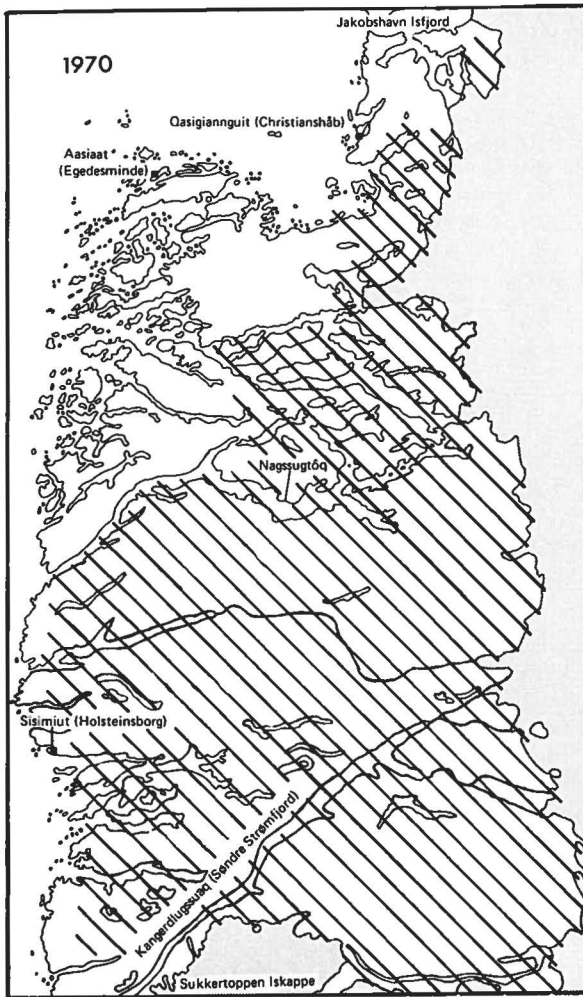 Jakobshavn Isfjord
1970
Qasigiannguit (Christianshåb)
Aasiaat
(Egedesminde)
Nagssugtôq
Sisimiut (Holsteinsborg)
Kangerdlugssuaq (Søndre Strømfjord)
Sukkertoppen Iskappe